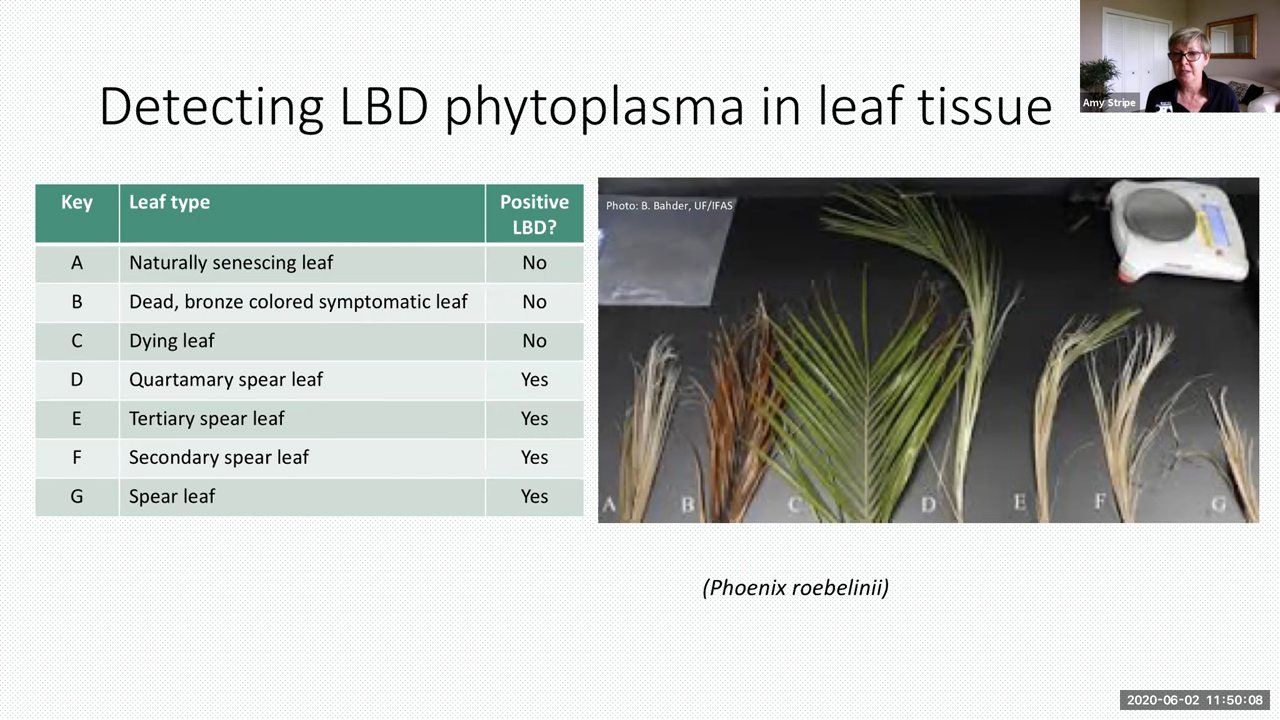 Detecting LBD phytoplasma in leaf tissue
Amy Stripe
Key Leaf type Positive LBD?
A Naturally senescing leaf No
B Dead, bronze colored symptomatic leaf No
C Dying leaf No
D Quartamary spear leaf Yes
E Tertiary spear leaf Yes
F Secondary spear leaf Yes
G Spear leaf Yes
Photo: B. Bahder, UF/IFAS
A B C D E F G
(Phoenix roebelinii)
2020-06-02 11:50:08